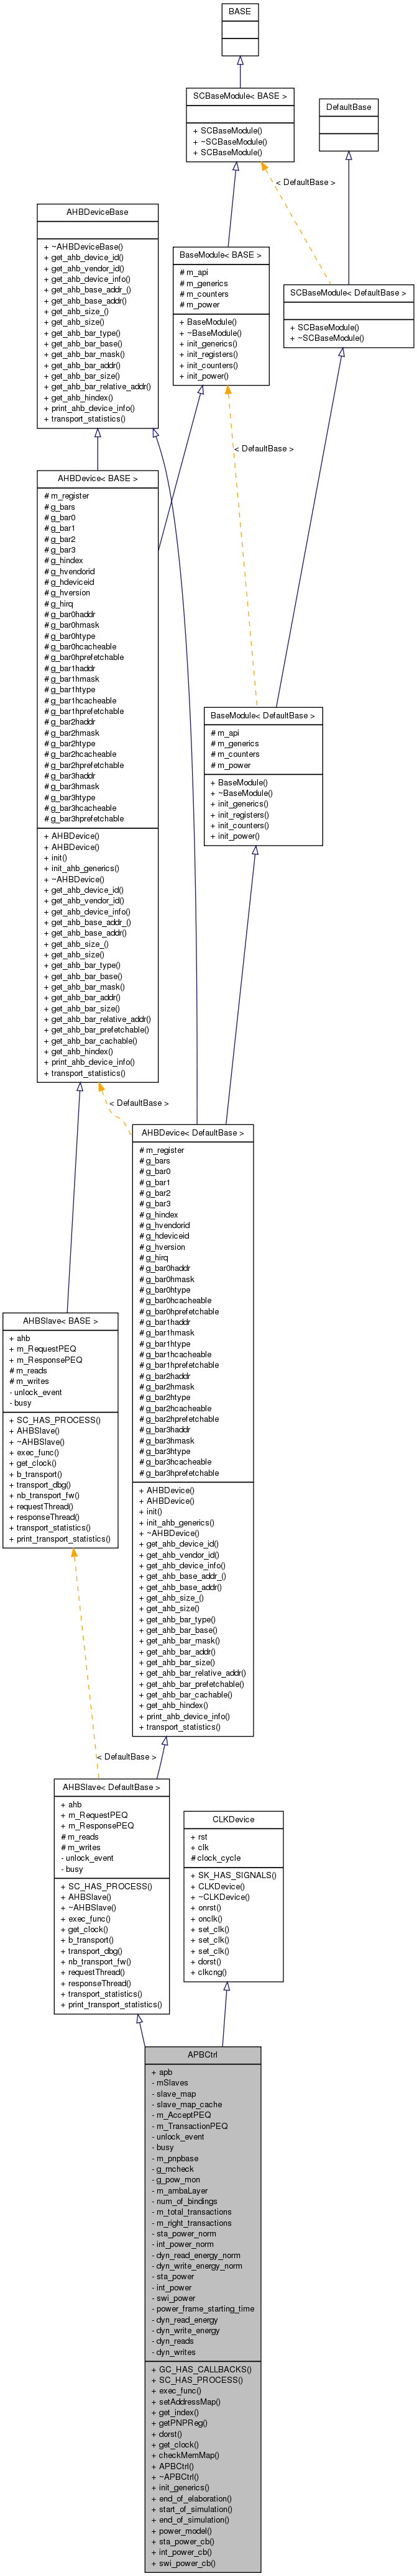 BASE
SCBaseModule< BASE >
+ SCBaseModule()
+ ~SCBaseModule()
+ SCBaseModule()
DefaultBase
< DefaultBase >
AHBDeviceBase
+ ~AHBDeviceBase()
+ get_ahb_device_id()
+ get_ahb_vendor_id()
+ get_ahb_device_info()
+ get_ahb_base_addr_()
+ get_ahb_base_addr()
+ get_ahb_size_()
+ get_ahb_size()
+ get_ahb_bar_type()
+ get_ahb_bar_base()
+ get_ahb_bar_mask()
+ get_ahb_bar_addr()
+ get_ahb_bar_size()
+ get_ahb_bar_relative_addr()
+ get_ahb_hindex()
+ print_ahb_device_info()
+ transport_statistics()
BaseModule< BASE >
# m_api
# m_generics
# m_counters
# m_power
+ BaseModule()
+ ~BaseModule()
+ init_generics()
+ init_registers()
+ init_counters()
+ init_power()
SCBaseModule< DefaultBase >
+ SCBaseModule()
+ ~SCBaseModule()
< DefaultBase >
AHBDevice< BASE >
# m_register
# g_bars
# g_bar0
# g_bar1
# g_bar2
# g_bar3
# g_hindex
# g_hvendorid
# g_hdeviceid
# g_hversion
# g_hirq
# g_bar0haddr
# g_bar0hmask
# g_bar0htype
# g_bar0hcacheable
# g_bar0hprefetchable
# g_bar1haddr
# g_bar1hmask
# g_bar1htype
# g_bar1hcacheable
# g_bar1hprefetchable
# g_bar2haddr
# g_bar2hmask
# g_bar2htype
# g_bar2hcacheable
# g_bar2hprefetchable
# g_bar3haddr
# g_bar3hmask
# g_bar3htype
# g_bar3hcacheable
# g_bar3hprefetchable
+ AHBDevice()
+ AHBDevice()
+ init()
+ init_ahb_generics()
+ ~AHBDevice()
+ get_ahb_device_id()
+ get_ahb_vendor_id()
+ get_ahb_device_info()
+ get_ahb_base_addr_()
+ get_ahb_base_addr()
+ get_ahb_size_()
+ get_ahb_size()
+ get_ahb_bar_type()
+ get_ahb_bar_base()
+ get_ahb_bar_mask()
+ get_ahb_bar_addr()
+ get_ahb_bar_size()
+ get_ahb_bar_relative_addr()
+ get_ahb_bar_prefetchable()
+ get_ahb_bar_cachable()
+ get_ahb_hindex()
+ print_ahb_device_info()
+ transport_statistics()
BaseModule< DefaultBase >
# m_api
# m_generics
# m_counters
# m_power
+ BaseModule()
+ ~BaseModule()
+ init_generics()
+ init_registers()
+ init_counters()
+ init_power()
< DefaultBase >
AHBDevice< DefaultBase >
# m_register
# g_bars
# g_bar0
# g_bar1
# g_bar2
# g_bar3
# g_hindex
# g_hvendorid
# g_hdeviceid
# g_hversion
# g_hirq
# g_bar0haddr
# g_bar0hmask
# g_bar0htype
# g_bar0hcacheable
# g_bar0hprefetchable
# g_bar1haddr
# g_bar1hmask
# g_bar1htype
# g_bar1hcacheable
# g_bar1hprefetchable
# g_bar2haddr
# g_bar2hmask
# g_bar2htype
# g_bar2hcacheable
# g_bar2hprefetchable
# g_bar3haddr
# g_bar3hmask
# g_bar3htype
# g_bar3hcacheable
# g_bar3hprefetchable
+ AHBDevice()
+ AHBDevice()
+ init()
+ init_ahb_generics()
+ ~AHBDevice()
+ get_ahb_device_id()
+ get_ahb_vendor_id()
+ get_ahb_device_info()
+ get_ahb_base_addr_()
+ get_ahb_base_addr()
+ get_ahb_size_()
+ get_ahb_size()
+ get_ahb_bar_type()
+ get_ahb_bar_base()
+ get_ahb_bar_mask()
+ get_ahb_bar_addr()
+ get_ahb_bar_size()
+ get_ahb_bar_relative_addr()
+ get_ahb_bar_prefetchable()
+ get_ahb_bar_cachable()
+ get_ahb_hindex()
+ print_ahb_device_info()
+ transport_statistics()
AHBSlave< BASE >
+ ahb
+ m_RequestPEQ
+ m_ResponsePEQ
# m_reads
# m_writes
- unlock_event
- busy
+ SC_HAS_PROCESS()
+ AHBSlave()
+ ~AHBSlave()
+ exec_func()
+ get_clock()
+ b_transport()
+ transport_dbg()
+ nb_transport_fw()
+ requestThread()
+ responseThread()
+ transport_statistics()
+ print_transport_statistics()
< DefaultBase >
AHBSlave< DefaultBase >
+ ahb
+ m_RequestPEQ
+ m_ResponsePEQ
# m_reads
# m_writes
- unlock_event
- busy
+ SC_HAS_PROCESS()
+ AHBSlave()
+ ~AHBSlave()
+ exec_func()
+ get_clock()
+ b_transport()
+ transport_dbg()
+ nb_transport_fw()
+ requestThread()
+ responseThread()
+ transport_statistics()
+ print_transport_statistics()
CLKDevice
+ rst
+ clk
# clock_cycle
+ SK_HAS_SIGNALS()
+ CLKDevice()
+ ~CLKDevice()
+ onrst()
+ onclk()
+ set_clk()
+ set_clk()
+ set_clk()
+ dorst()
+ clkcng()
APBCtrl
+ apb
- mSlaves
- slave_map
- slave_map_cache
- m_AcceptPEQ
- m_TransactionPEQ
- unlock_event
- busy
- m_pnpbase
- g_mcheck
- g_pow_mon
- m_ambaLayer
- num_of_bindings
- m_total_transactions
- m_right_transactions
- sta_power_norm
- int_power_norm
- dyn_read_energy_norm
- dyn_write_energy_norm
- sta_power
- int_power
- swi_power
- power_frame_starting_time
- dyn_read_energy
- dyn_write_energy
- dyn_reads
- dyn_writes
+ GC_HAS_CALLBACKS()
+ SC_HAS_PROCESS()
+ exec_func()
+ setAddressMap()
+ get_index()
+ getPNPReg()
+ dorst()
+ get_clock()
+ checkMemMap()
+ APBCtrl()
+ ~APBCtrl()
+ init_generics()
+ end_of_elaboration()
+ start_of_simulation()
+ end_of_simulation()
+ power_model()
+ sta_power_cb()
+ int_power_cb()
+ swi_power_cb()